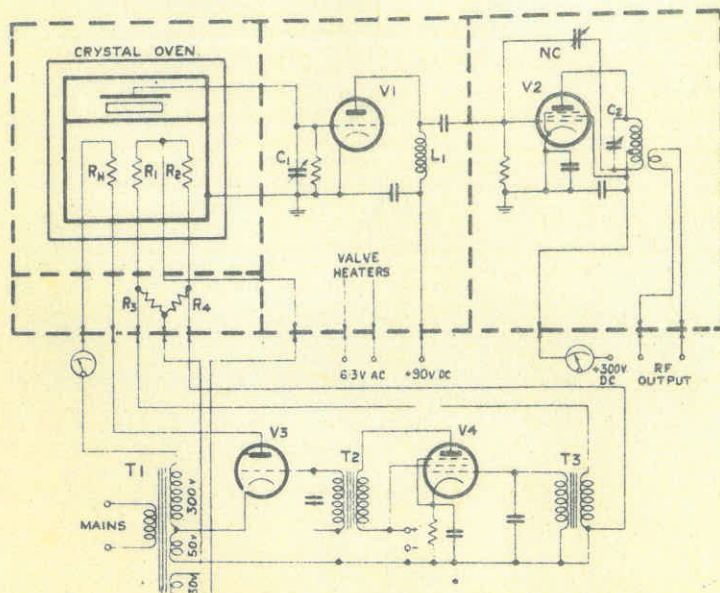 CRYSTAL OVEN.
NC
V1
V2
C1
C2
RH
R1
R2
L1
VALVE
HEATERS
R3
R4
6·3V AC
+90V DC
+300V
DC
RF
OUTPUT
V3
V4
T1
T2
T3
300V
50V
MAINS